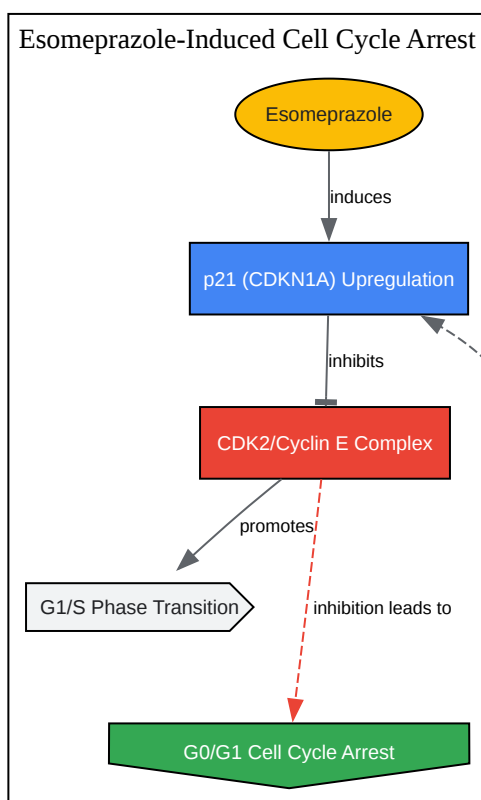 Esomeprazole-Induced Cell Cycle Arrest
Esomeprazole
induces
p21 (CDKN1A) Upregulation
inhibits
CDK2/Cyclin E Complex
promotes
G1/S Phase Transition
inhibition leads to
G0/G1 Cell Cycle Arrest